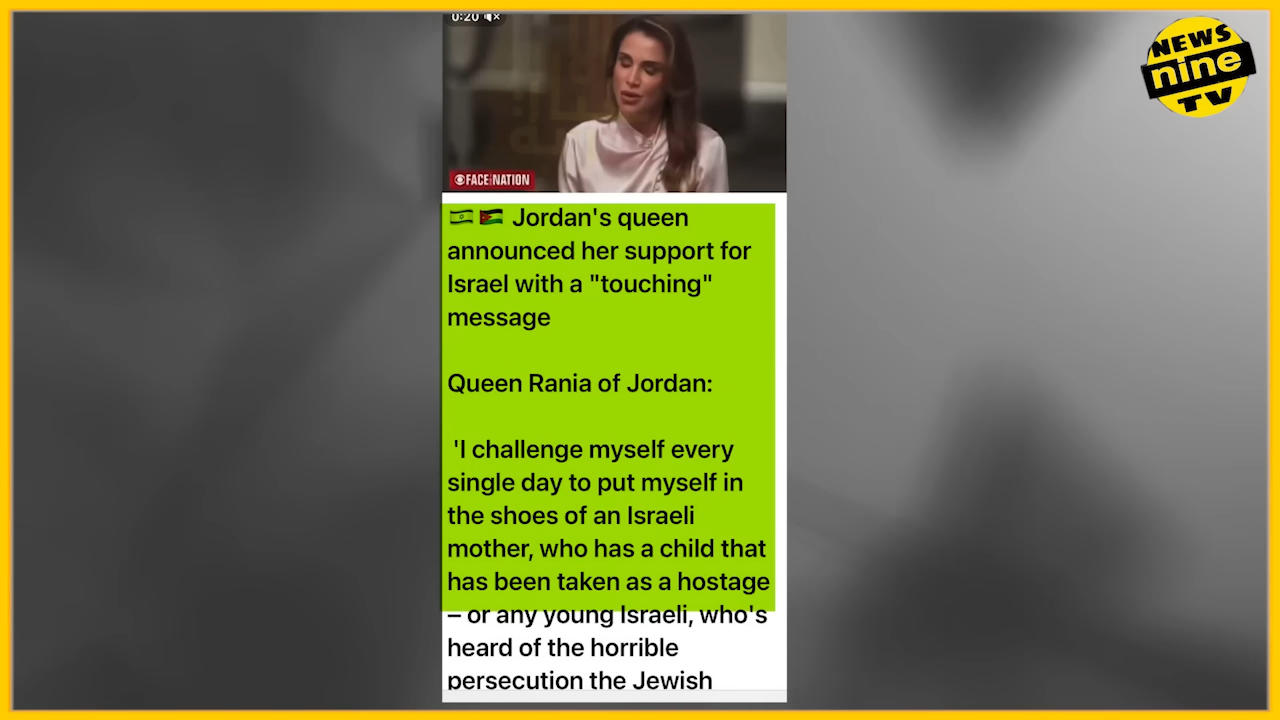 0:20
NEWS
nine
TV
FACE THE NATION
🇮🇱🇯🇴 Jordan's queen
announced her support for
Israel with a "touching"
message
Queen Rania of Jordan:
'I challenge myself every
single day to put myself in
the shoes of an Israeli
mother, who has a child that
has been taken as a hostage
– or any young Israeli, who's
heard of the horrible
persecution the Jewish